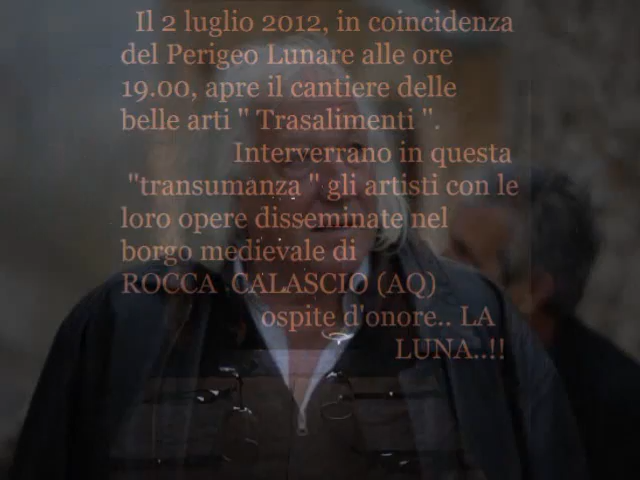 Il 2 luglio 2012, in coincidenza
del Perigeo Lunare alle ore
19.00, apre il cantiere delle
belle arti " Trasalimenti ".
Interverrano in questa
"transumanza " gli artisti con le
loro opere disseminate nel
borgo medievale di
ROCCA CALASCIO (AQ)
ospite d'onore.. LA
LUNA..!!